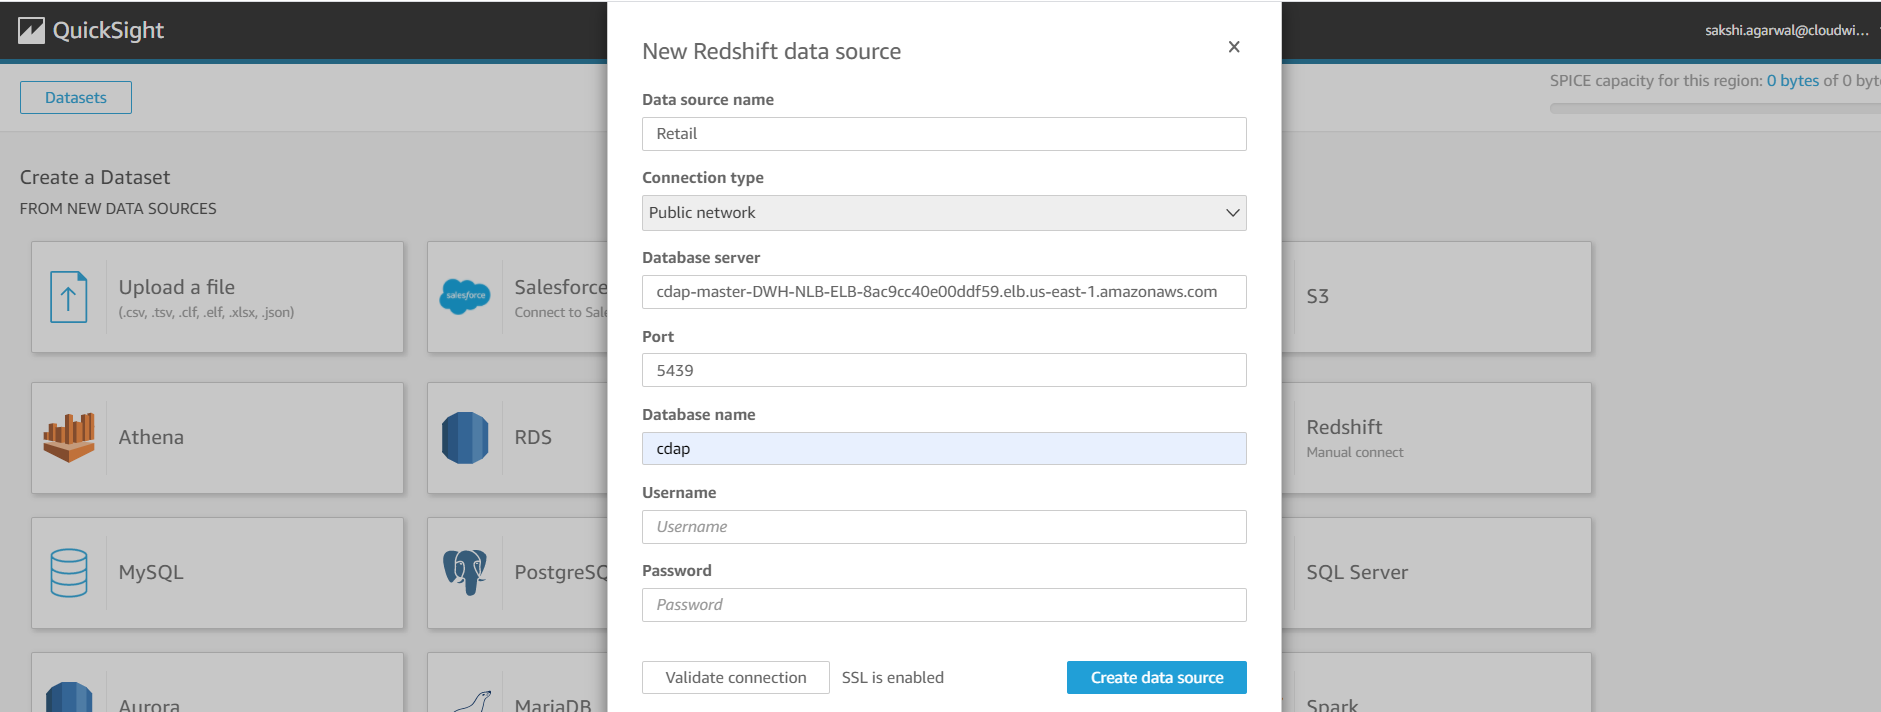 QuickSight
sakshi.agarwal@cloudwi...
Datasets
SPICE capacity for this region: 0 bytes of 0 byt
Create a Dataset
FROM NEW DATA SOURCES
Upload a file
(.csv, .tsv, .clf, .elf, .xlsx, .json)
Salesforce
Connect to Sale
salesforce
S3
Athena
RDS
Redshift
Manual connect
MySQL
PostgreSQ
SQL Server
Aurora
MariaDB
Spark
New Redshift data source
Data source name
Retail
Connection type
Public network
Database server
cdap-master-DWH-NLB-ELB-8ac9cc40e00ddf59.elb.us-east-1.amazonaws.com
Port
5439
Database name
cdap
Username
Username
Password
Password
Validate connection
SSL is enabled
Create data source